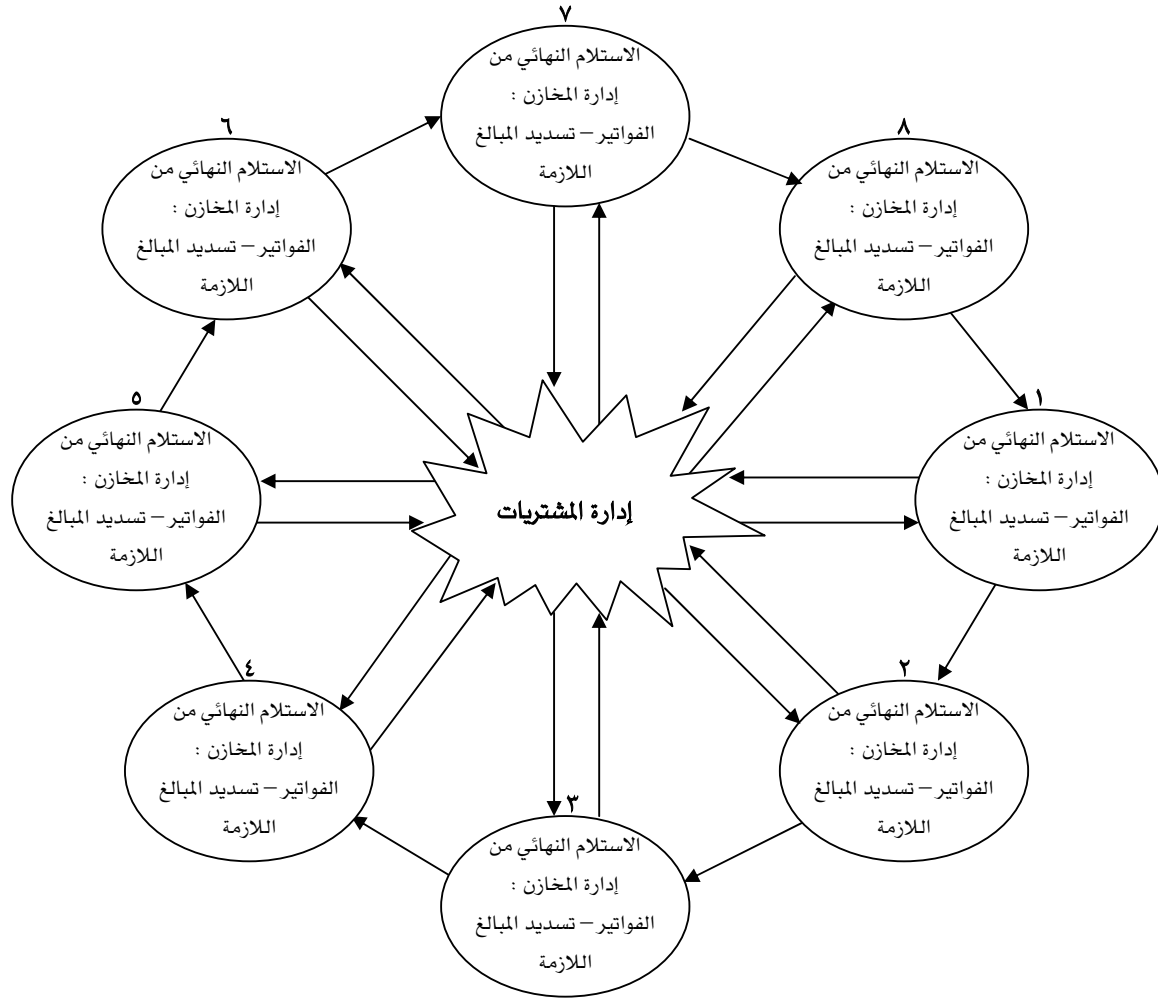 ٧
الاستلام النهائي من
إدارة المخازن :
الفواتير – تسديد المبالغ
اللازمة
٨
الاستلام النهائي من
إدارة المخازن :
الفواتير – تسديد المبالغ
اللازمة
١
الاستلام النهائي من
إدارة المخازن :
الفواتير – تسديد المبالغ
اللازمة
٢
الاستلام النهائي من
إدارة المخازن :
الفواتير – تسديد المبالغ
اللازمة
٣
الاستلام النهائي من
إدارة المخازن :
الفواتير – تسديد المبالغ
اللازمة
٤
الاستلام النهائي من
إدارة المخازن :
الفواتير – تسديد المبالغ
اللازمة
٥
الاستلام النهائي من
إدارة المخازن :
الفواتير – تسديد المبالغ
اللازمة
٦
الاستلام النهائي من
إدارة المخازن :
الفواتير – تسديد المبالغ
اللازمة
إدارة المشتريات